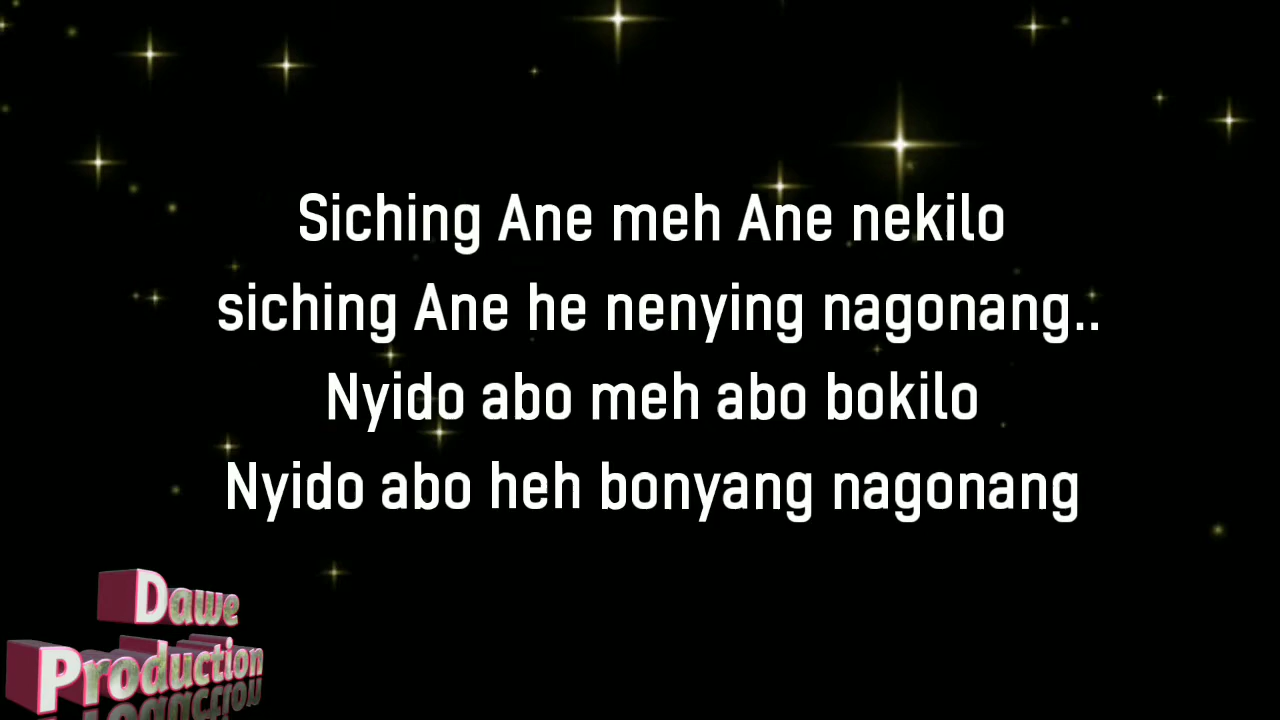 Siching Ane meh Ane nekilo
siching Ane he nenying nagonang..
Nyido abo meh abo bokilo
Nyido abo heh bonyang nagonang
Dawe
Production